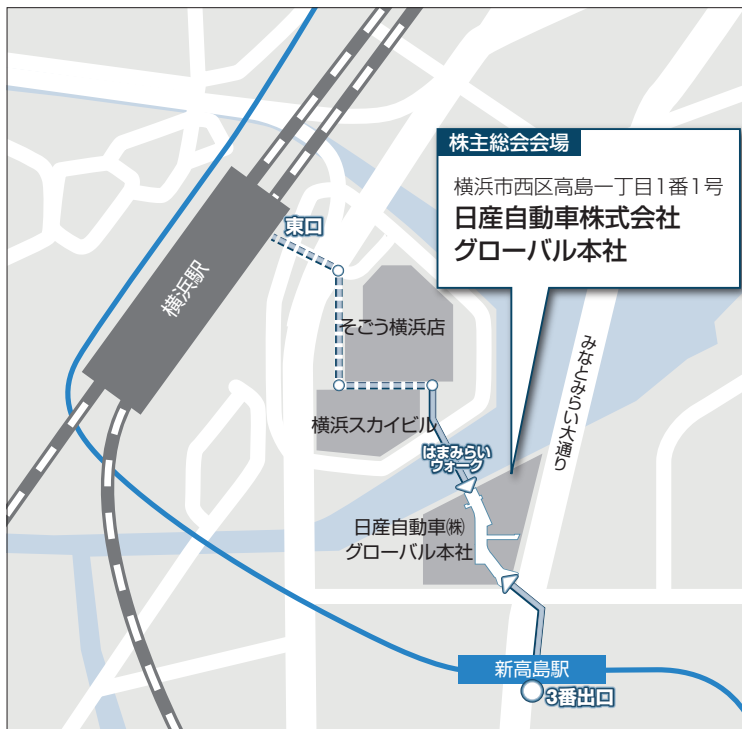 株主総会会場
横浜市西区高島一丁目1番1号
日産自動車株式会社
グローバル本社
東口
横浜駅
そごう横浜店
みなとみらい大通り
横浜スカイビル
はまみらい
ウォーク
日産自動車㈱
グローバル本社
新高島駅
3番出口